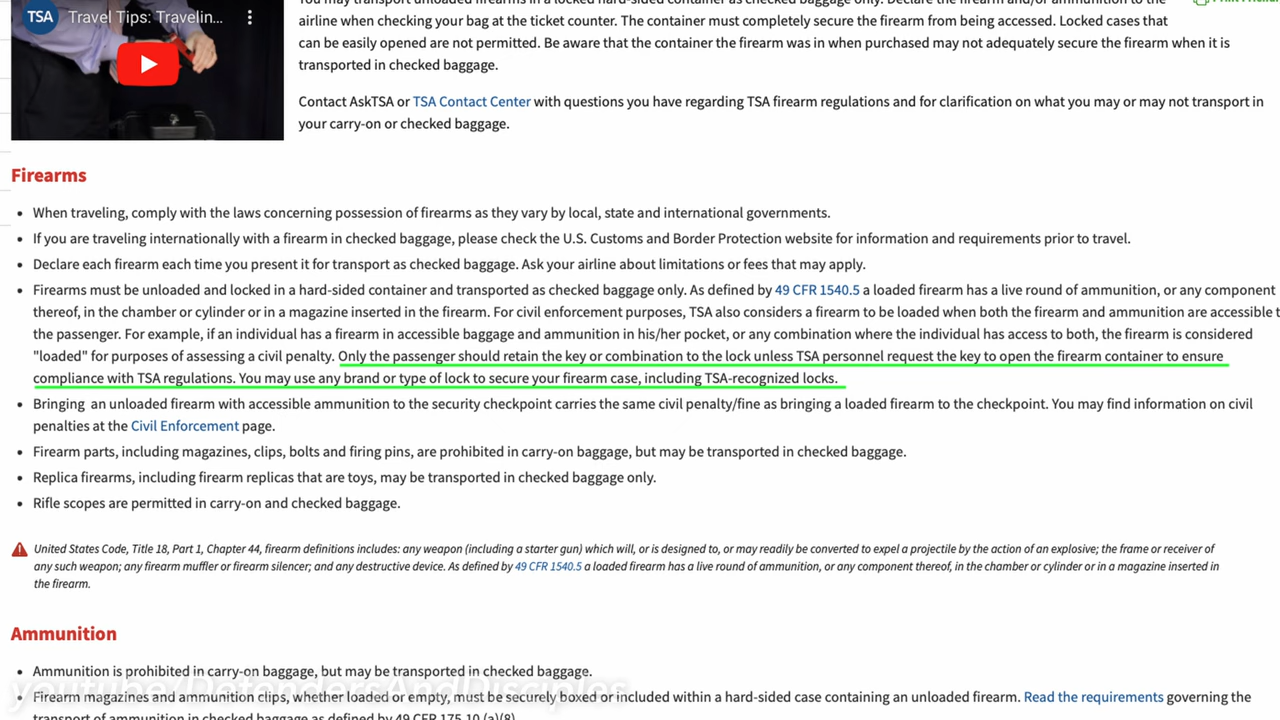 You may transport unloaded firearms in a locked hard-sided container as checked baggage only. Declare the firearm and/or ammunition to the
TSA Travel Tips: Travelin...
airline when checking your bag at the ticket counter. The container must completely secure the firearm from being accessed. Locked cases that
can be easily opened are not permitted. Be aware that the container the firearm was in when purchased may not adequately secure the firearm when it is
transported in checked baggage.
Contact AskTSA or TSA Contact Center with questions you have regarding TSA firearm regulations and for clarification on what you may or may not transport in
your carry-on or checked baggage.
Firearms
• When traveling, comply with the laws concerning possession of firearms as they vary by local, state and international governments.
• If you are traveling internationally with a firearm in checked baggage, please check the U.S. Customs and Border Protection website for information and requirements prior to travel.
• Declare each firearm each time you present it for transport as checked baggage. Ask your airline about limitations or fees that may apply.
• Firearms must be unloaded and locked in a hard-sided container and transported as checked baggage only. As defined by 49 CFR 1540.5 a loaded firearm has a live round of ammunition, or any component
thereof, in the chamber or cylinder or in a magazine inserted in the firearm. For civil enforcement purposes, TSA also considers a firearm to be loaded when both the firearm and ammunition are accessible t
the passenger. For example, if an individual has a firearm in accessible baggage and ammunition in his/her pocket, or any combination where the individual has access to both, the firearm is considered
"loaded" for purposes of assessing a civil penalty. Only the passenger should retain the key or combination to the lock unless TSA personnel request the key to open the firearm container to ensure
compliance with TSA regulations. You may use any brand or type of lock to secure your firearm case, including TSA-recognized locks.
• Bringing an unloaded firearm with accessible ammunition to the security checkpoint carries the same civil penalty/fine as bringing a loaded firearm to the checkpoint. You may find information on civil
penalties at the Civil Enforcement page.
• Firearm parts, including magazines, clips, bolts and firing pins, are prohibited in carry-on baggage, but may be transported in checked baggage.
• Replica firearms, including firearm replicas that are toys, may be transported in checked baggage only.
• Rifle scopes are permitted in carry-on and checked baggage.
United States Code, Title 18, Part 1, Chapter 44, firearm definitions includes: any weapon (including a starter gun) which will, or is designed to, or may readily be converted to expel a projectile by the action of an explosive; the frame or receiver of
any such weapon; any firearm muffler or firearm silencer; and any destructive device. As defined by 49 CFR 1540.5 a loaded firearm has a live round of ammunition, or any component thereof, in the chamber or cylinder or in a magazine inserted in
the firearm.
Ammunition
• Ammunition is prohibited in carry-on baggage, but may be transported in checked baggage.
youtube/DefendersAndDisciples
Firearm magazines and ammunition clips, whether loaded or empty, must be securely boxed or included within a hard-sided case containing an unloaded firearm. Read the requirements governing the
transport of ammunition in checked baggage as defined by 49 CFR 175.10 (a)(8).